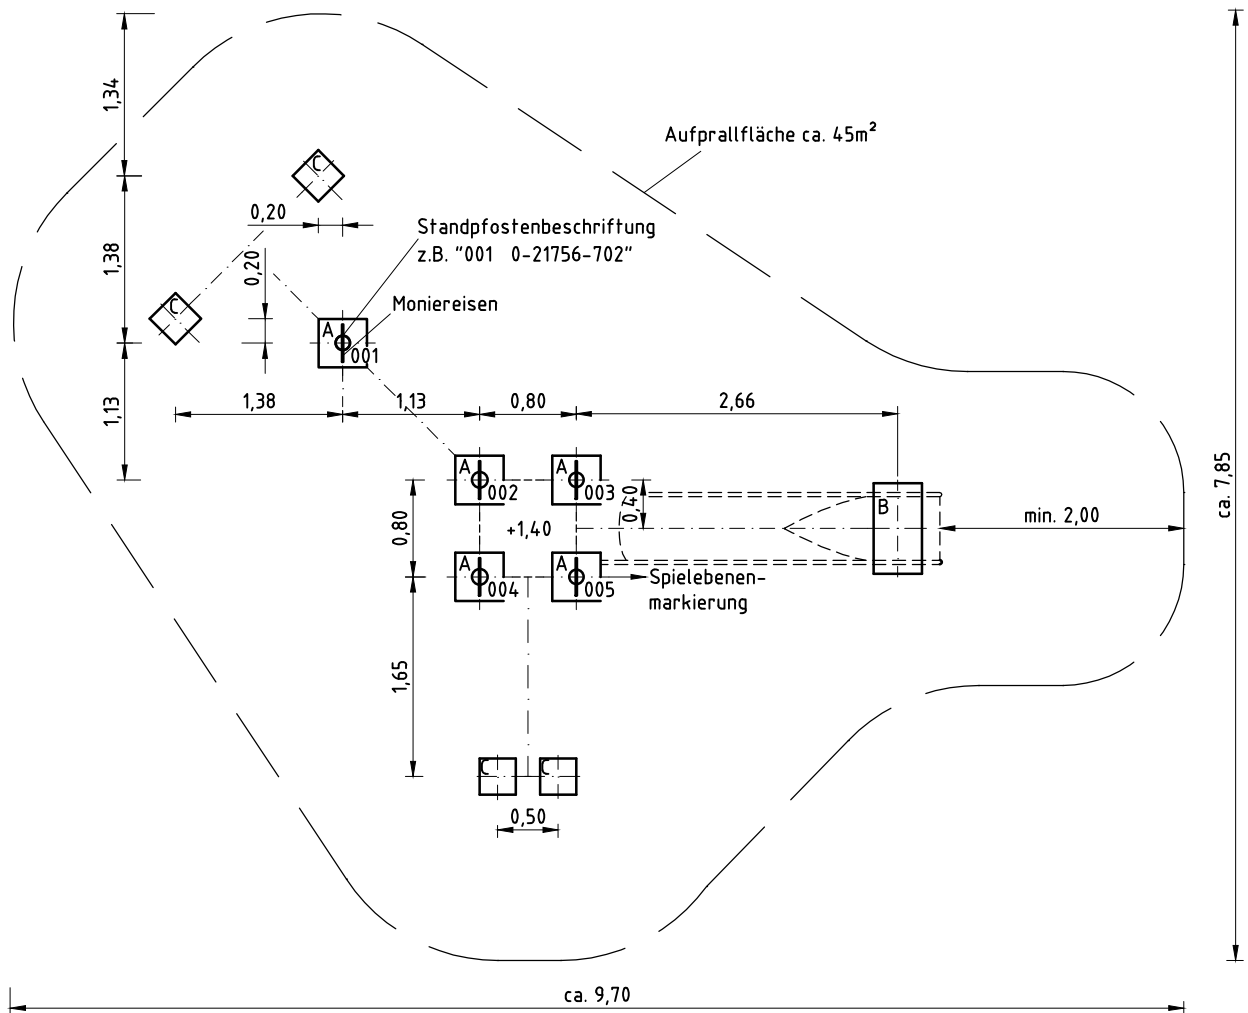 1,34
Aufprallfläche ca. 45m²
C
0,20
Standpfostenbeschriftung
z.B. "001 0-21756-702"
1,38
0,20
C
Moniereisen
A
001
1,13
1,38
1,13
0,80
2,66
ca. 7,85
A
002
A
003
0,40
B
min. 2,00
0,80
+1,40
A
004
A
005
Spielebenen-
markierung
1,65
C
C
0,50
ca. 9,70